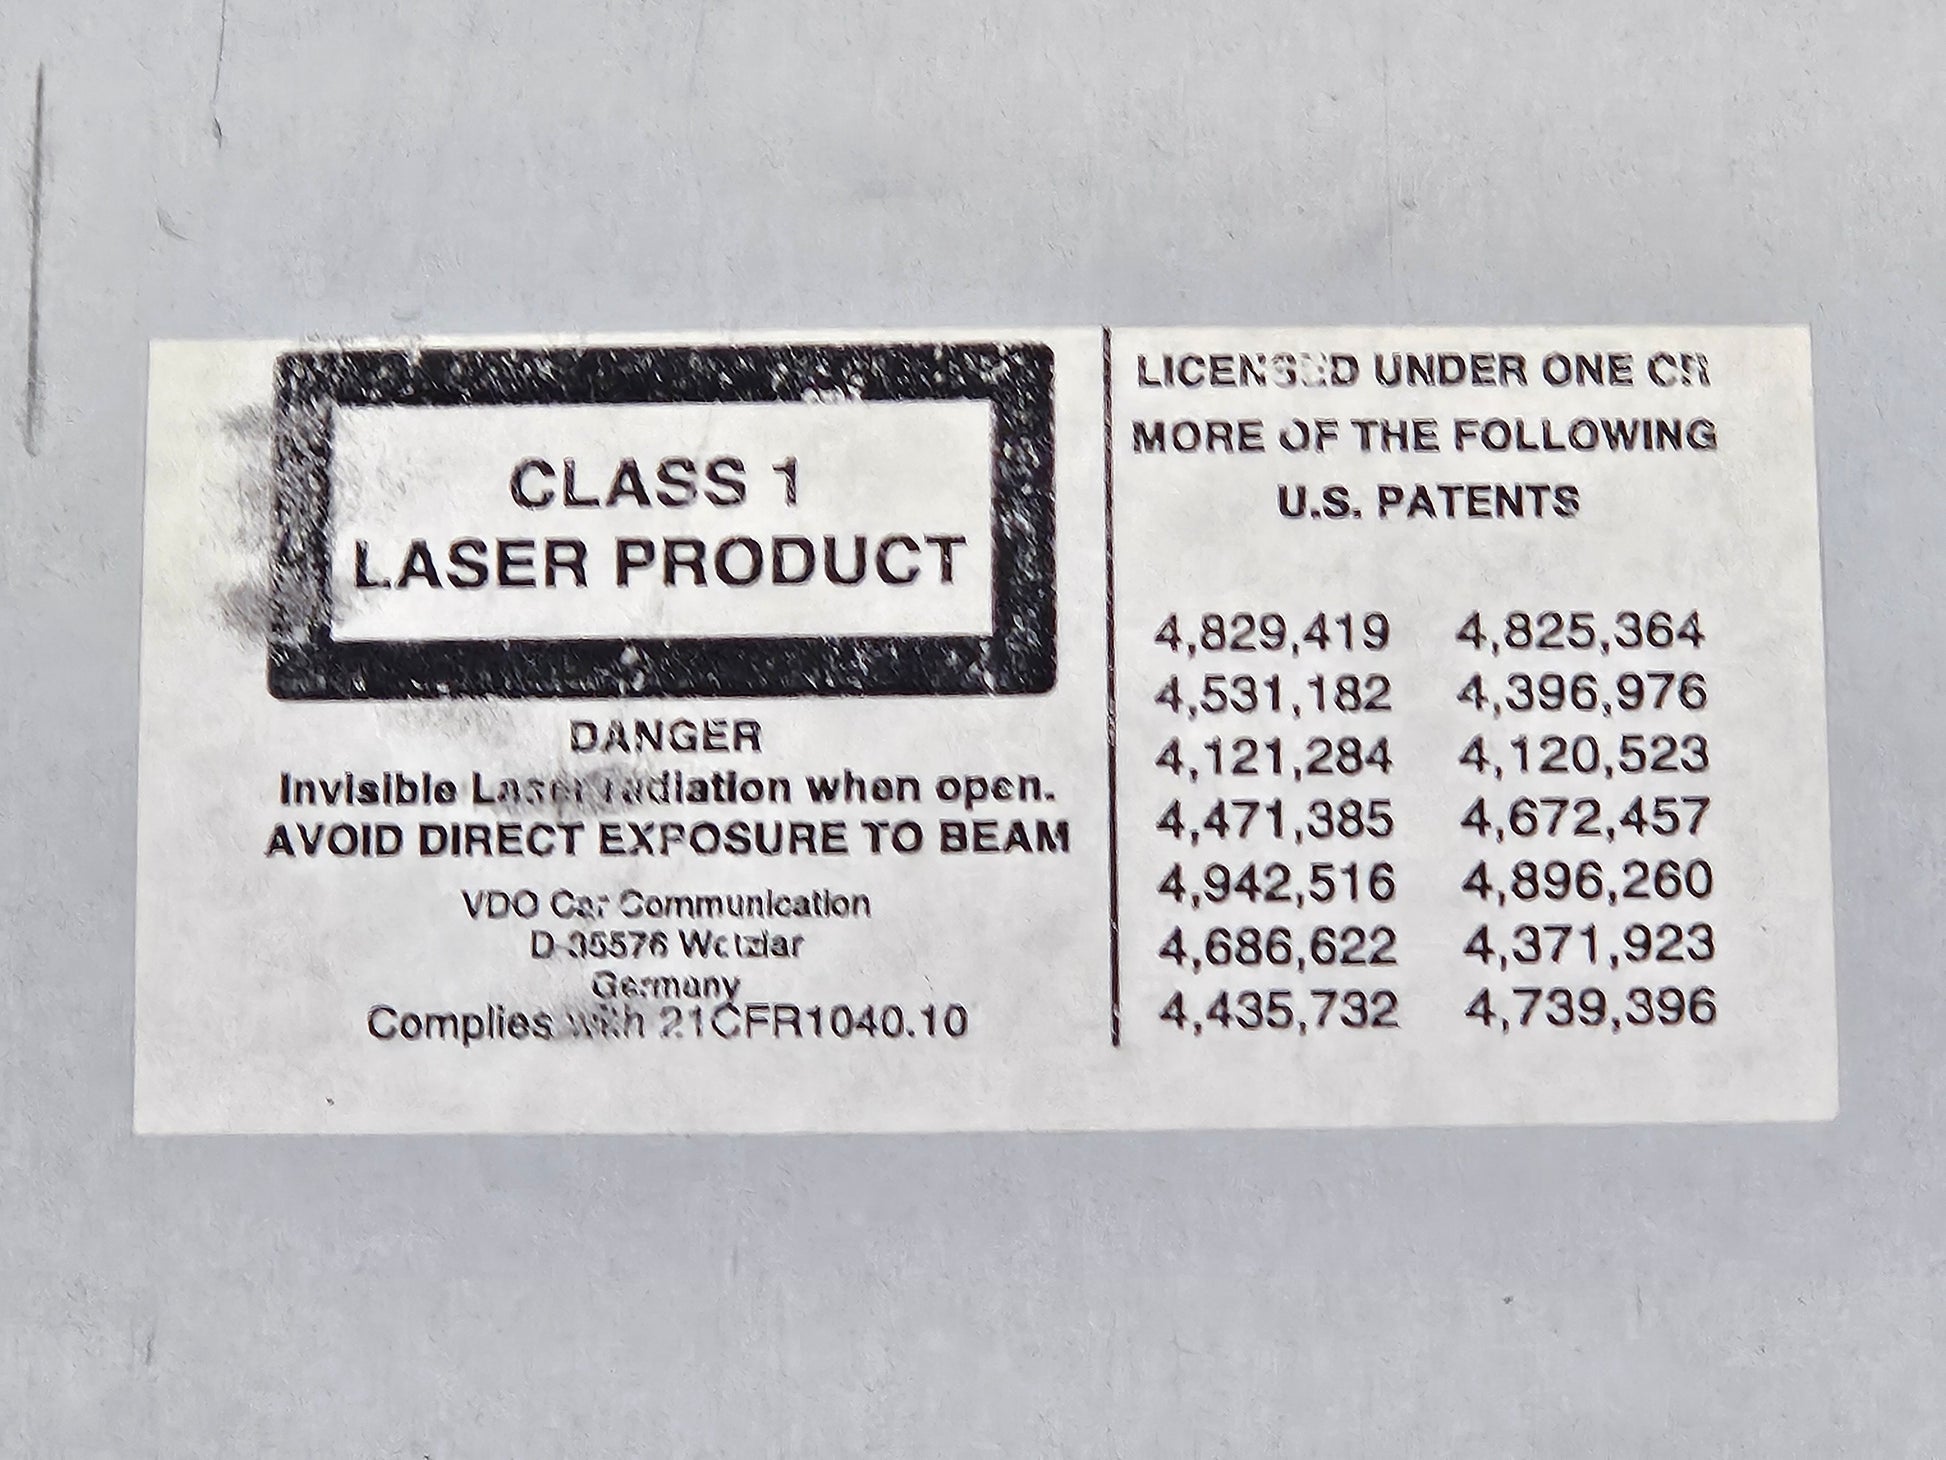 CLASS 1
LASER PRODUCT
DANGER
Invisible Laser radiation when open.
AVOID DIRECT EXPOSURE TO BEAM
VDO Car Communication
D-35576 Wetzlar
Germany
Complies with 21CFR1040.10
LICENSED UNDER ONE OR
MORE OF THE FOLLOWING
U.S. PATENTS
4,829,419 4,825,364
4,531,182 4,396,976
4,121,284 4,120,523
4,471,385 4,672,457
4,942,516 4,896,260
4,686,622 4,371,923
4,435,732 4,739,396